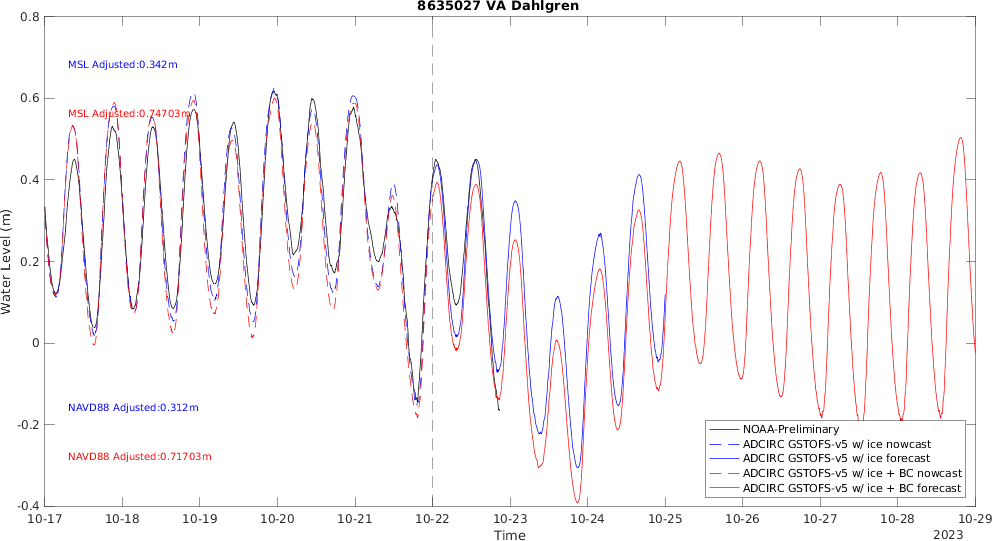 8635027 VA Dahlgren
Water Level (m)
0.8
0.6
0.4
0.2
0
-0.2
-0.4
MSL Adjusted:0.342m
MSL Adjusted:0.74703m
NAVD88 Adjusted:0.312m
NAVD88 Adjusted:0.71703m
NOAA-Preliminary
ADCIRC GSTOFS-v5 w/ ice nowcast
ADCIRC GSTOFS-v5 w/ ice forecast
ADCIRC GSTOFS-v5 w/ ice + BC nowcast
ADCIRC GSTOFS-v5 w/ ice + BC forecast
10-17 10-18 10-19 10-20 10-21 10-22 10-23 10-24 10-25 10-26 10-27 10-28 10-29
Time
2023